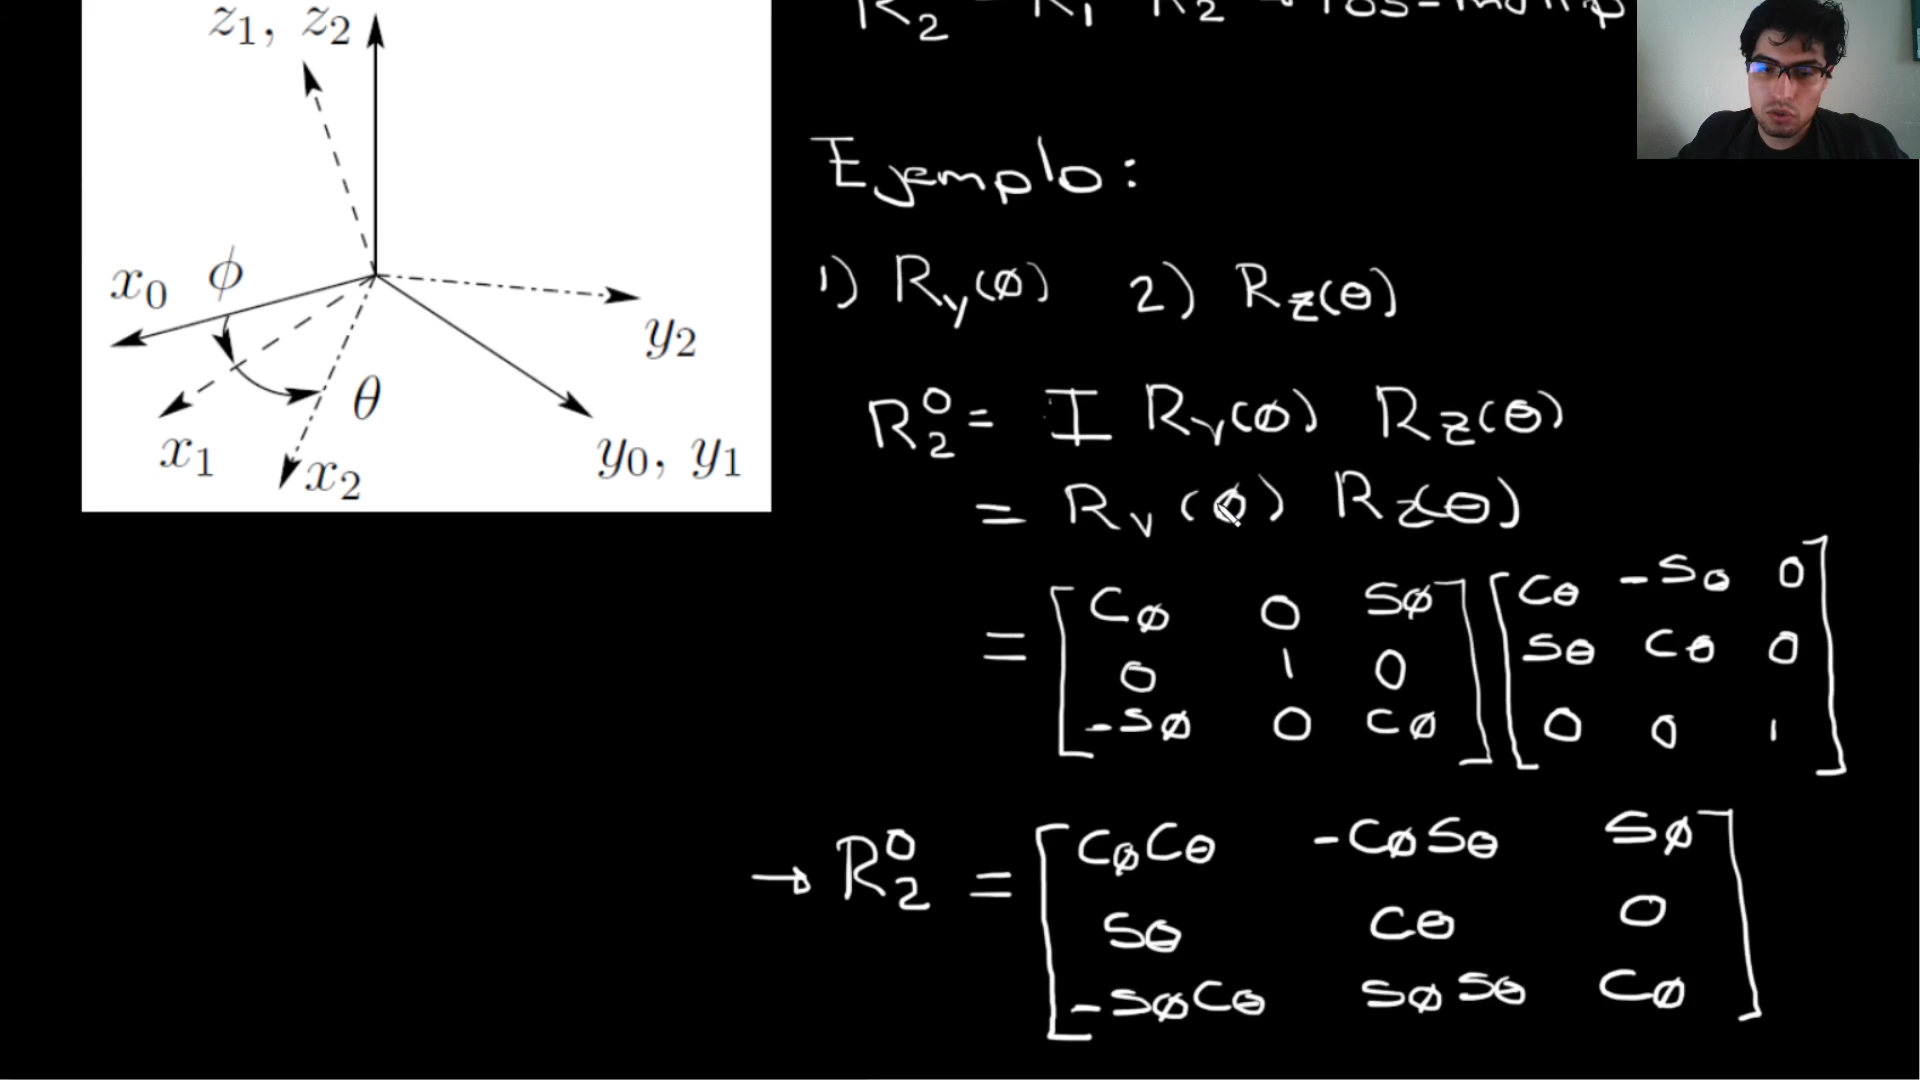 z₁, z₂
x₀ ϕ
y₂
θ
x₁
x₂
y₀, y₁
Ejemplo:
1) Ry(ϕ) 2) Rz(θ)
R₂⁰ = I Ry(ϕ) Rz(θ)
= Ry(ϕ) Rz(θ)
= [Cϕ 0 Sϕ] [Cθ -Sθ 0]
[0 1 0] [Sθ Cθ 0]
[-Sϕ 0 Cϕ] [0 0 1]
→ R₂⁰ = [CϕCθ -CϕSθ Sϕ]
[Sθ Cθ 0]
[-SϕCθ SϕSθ Cϕ]